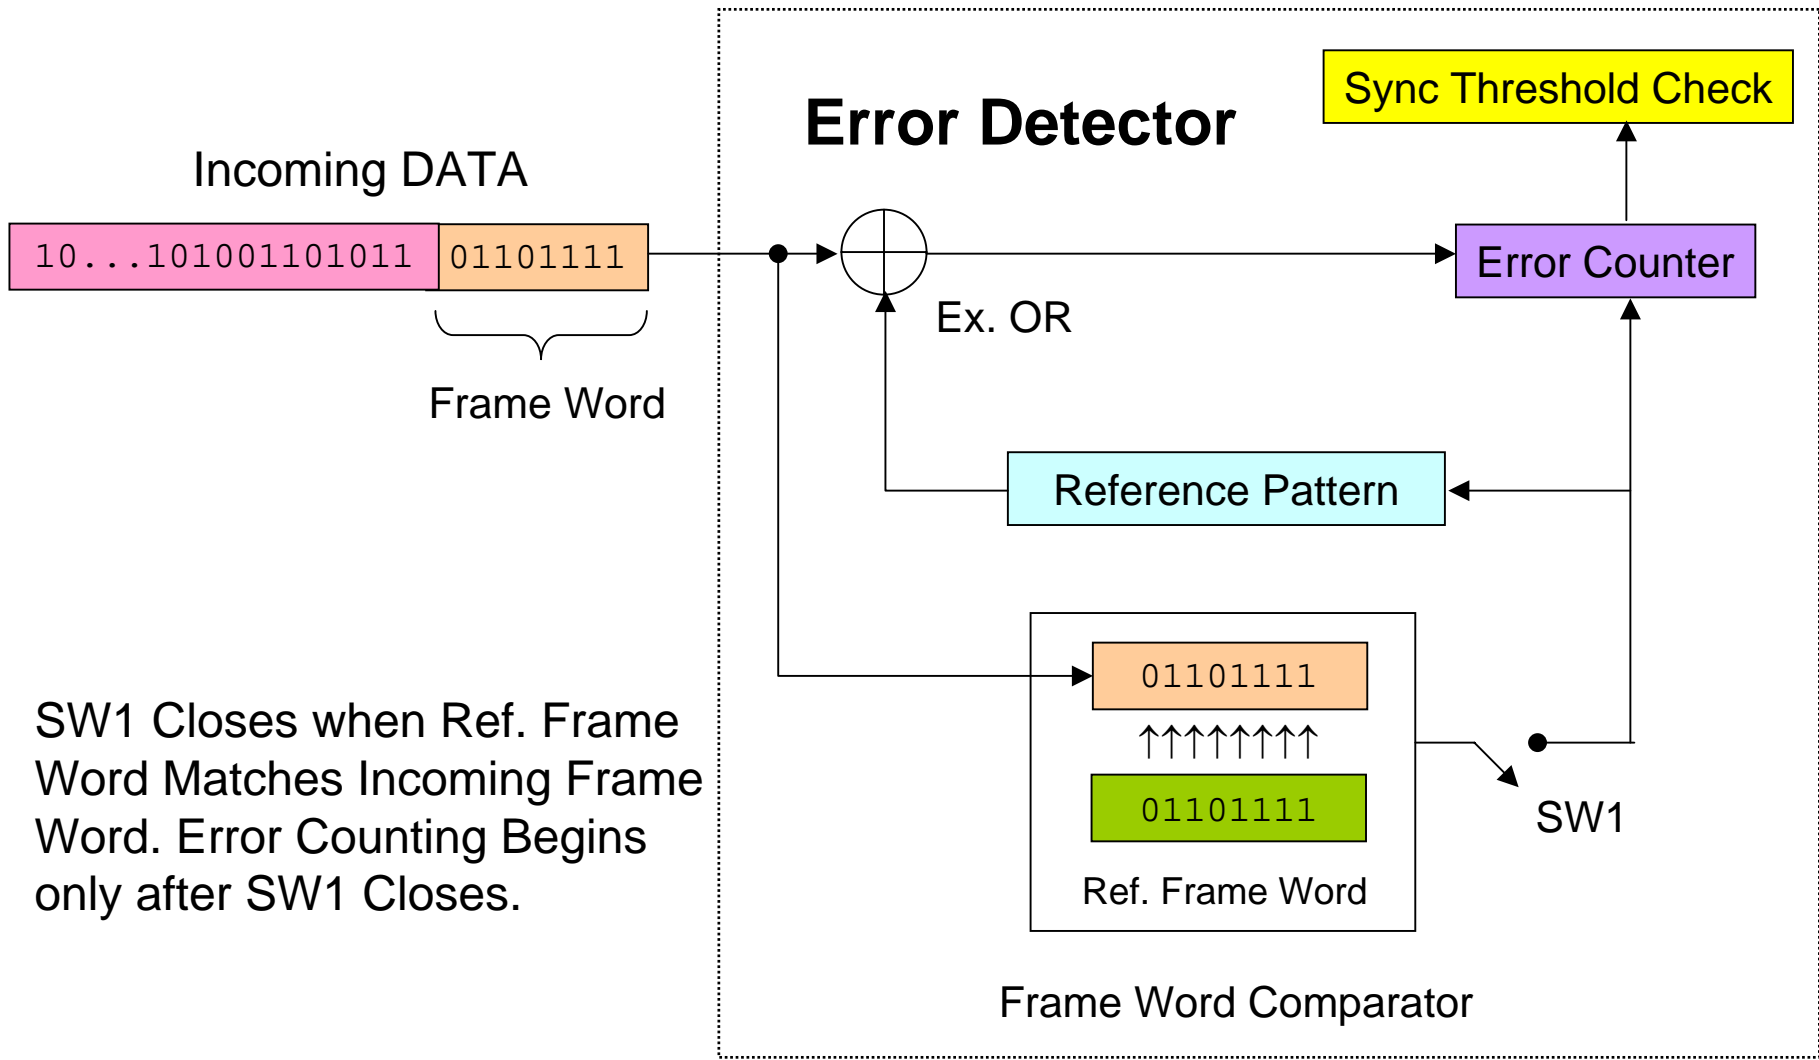 Sync Threshold Check
Error Detector
Incoming DATA
10...101001101011 01101111
Error Counter
Ex. OR
Frame Word
Reference Pattern
01101111
↑↑↑↑↑↑↑↑
01101111
Ref. Frame Word
SW1
SW1 Closes when Ref. Frame
Word Matches Incoming Frame
Word. Error Counting Begins
only after SW1 Closes.
Frame Word Comparator